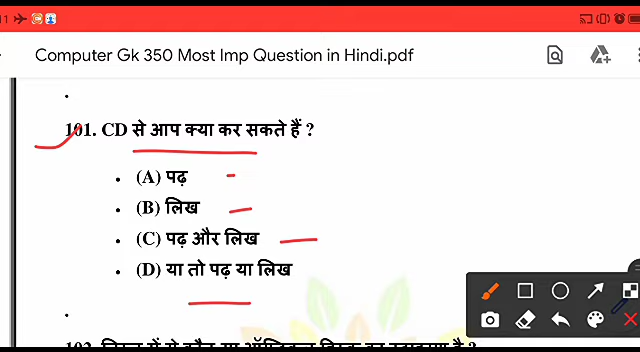 Computer Gk 350 Most Imp Question in Hindi.pdf
101. CD से आप क्या कर सकते हैं ?
(A) पढ़
(B) लिख
(C) पढ़ और लिख
(D) या तो पढ़ या लिख